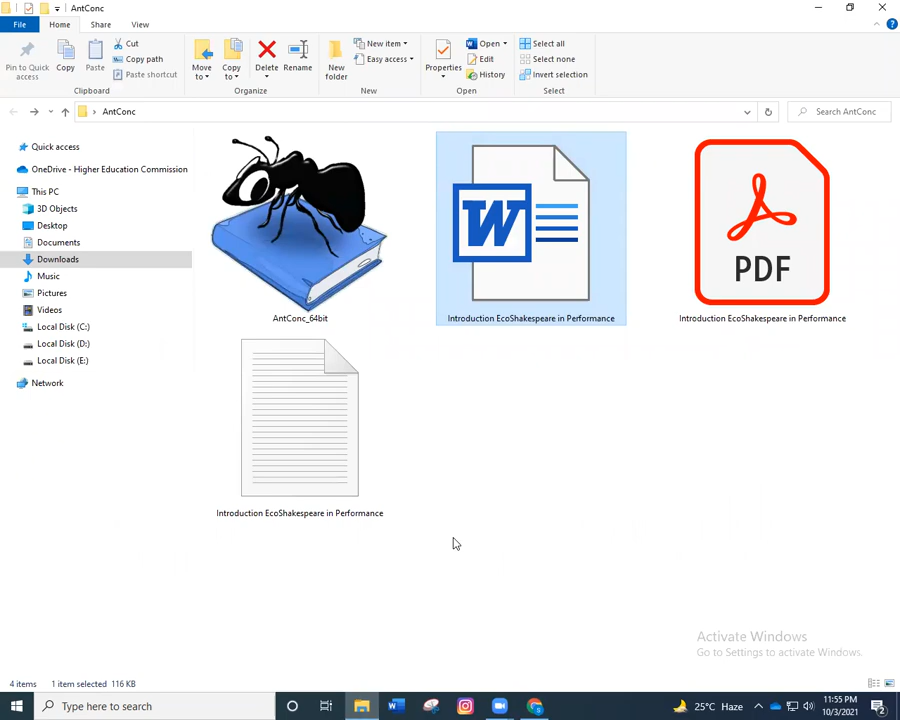 AntConc
File
Home
Share
View
Pin to Quick access
Copy
Paste
Cut
Copy path
Paste shortcut
Clipboard
Move to
Copy to
Delete
Rename
Organize
New folder
New item
Easy access
New
Properties
Open
Edit
History
Open
Select all
Select none
Invert selection
Select
AntConc
Search AntConc
Quick access
OneDrive - Higher Education Commission
This PC
3D Objects
Desktop
Documents
Downloads
Music
Pictures
Videos
Local Disk (C:)
Local Disk (D:)
Local Disk (E:)
Network
AntConc_64bit
W
Introduction EcoShakespeare in Performance
PDF
Introduction EcoShakespeare in Performance
Introduction EcoShakespeare in Performance
Activate Windows
Go to Settings to activate Windows.
4 items
1 item selected 116 KB
Type here to search
25°C Haze
11:55 PM
10/3/2021
2